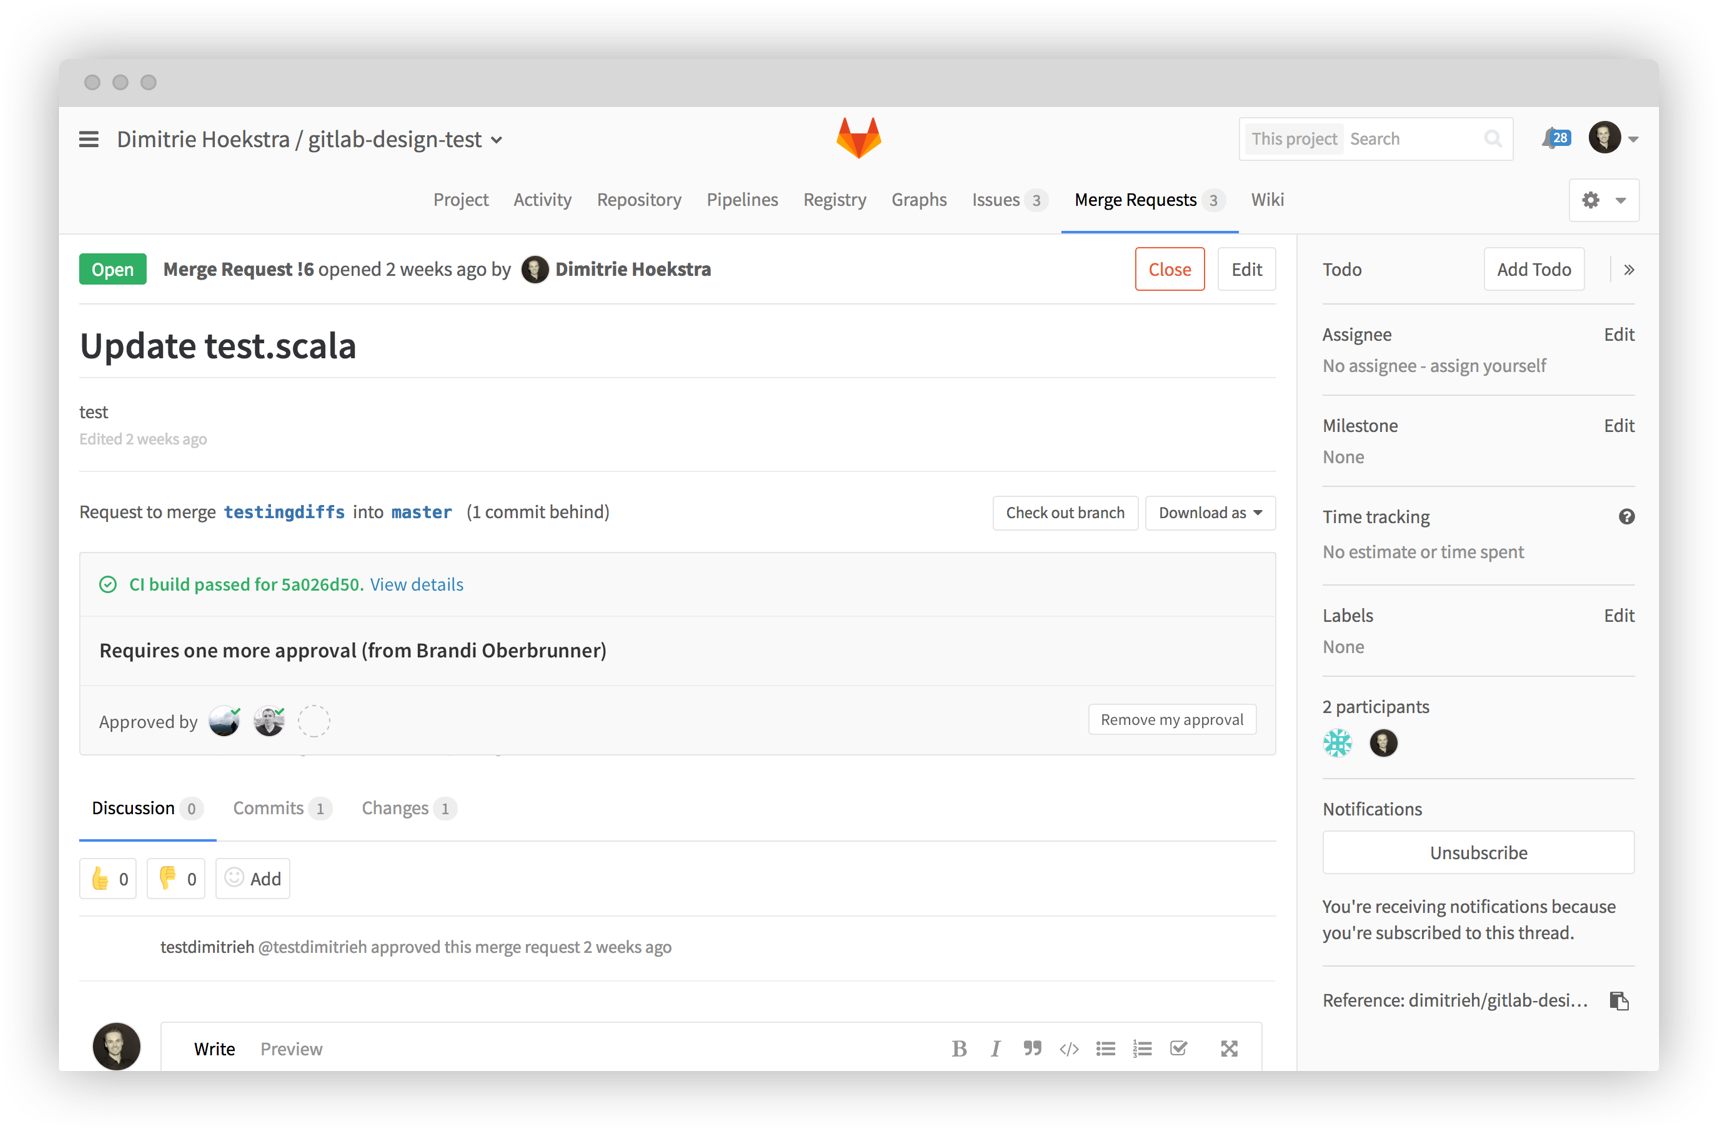 Dimitrie Hoekstra / gitlab-design-test
This project Search
28
Project Activity Repository Pipelines Registry Graphs Issues 3 Merge Requests 3 Wiki
Open Merge Request !6 opened 2 weeks ago by Dimitrie Hoekstra Close Edit
Update test.scala
test
Edited 2 weeks ago
Request to merge testingdiffs into master (1 commit behind) Check out branch Download as
CI build passed for 5a026d50. View details
Requires one more approval (from Brandi Oberbrunner)
Approved by Remove my approval
Discussion 0 Commits 1 Changes 1
0 0 Add
testdimitrieh @testdimitrieh approved this merge request 2 weeks ago
Write Preview B I
Todo Add Todo »
Assignee Edit
No assignee - assign yourself
Milestone Edit
None
Time tracking ?
No estimate or time spent
Labels Edit
None
2 participants
Notifications
Unsubscribe
You're receiving notifications because
you're subscribed to this thread.
Reference: dimitrieh/gitlab-desi...